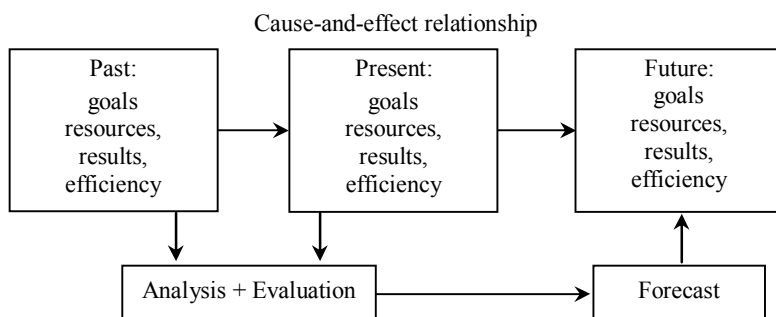 Cause-and-effect relationship
Past:
goals
resources,
results,
efficiency
Present:
goals
resources,
results,
efficiency
Future:
goals
resources,
results,
efficiency
Analysis + Evaluation
Forecast